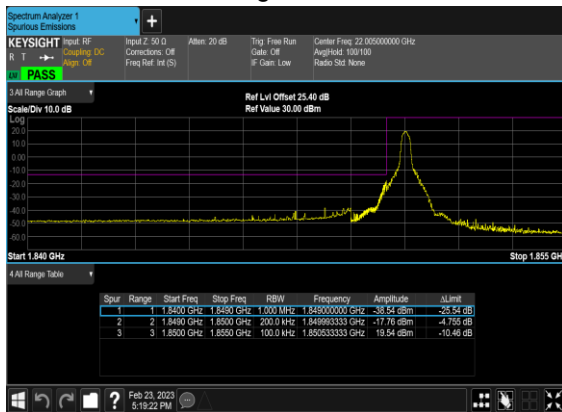 Spectrum Analyzer 1
Spurious Emissions
KEYSIGHT Input: RF Input Z: 50 Ω Atten: 20 dB Trig: Free Run Center Freq: 22.005000000 GHz
R T Coupling: DC Corrections: Off Gate: Off Avg|Hold: 100/100
Align: Off Freq Ref: Int (S) IF Gain: Low Radio Std: None
PASS
3 All Range Graph
Ref Lvl Offset 25.40 dB
Scale/Div 10.0 dB Ref Value 30.00 dBm
Log
20.0
10.0
0.00
-10.0
-20.0
-30.0
-40.0
-50.0
-60.0
Start 1.840 GHz Stop 1.855 GH
4 All Range Table
Spur Range Start Freq Stop Freq RBW Frequency Amplitude ΔLimit
1 1 1.8400 GHz 1.8490 GHz 1.000 MHz 1.849000000 GHz -38.54 dBm -25.54 dB
2 2 1.8490 GHz 1.8500 GHz 200.0 kHz 1.849993333 GHz -17.76 dBm -4.755 dB
3 3 1.8500 GHz 1.8550 GHz 200.0 kHz 1.850533333 GHz 19.54 dBm -10.46 dB
? Feb 23, 2023
5:19:22 PM